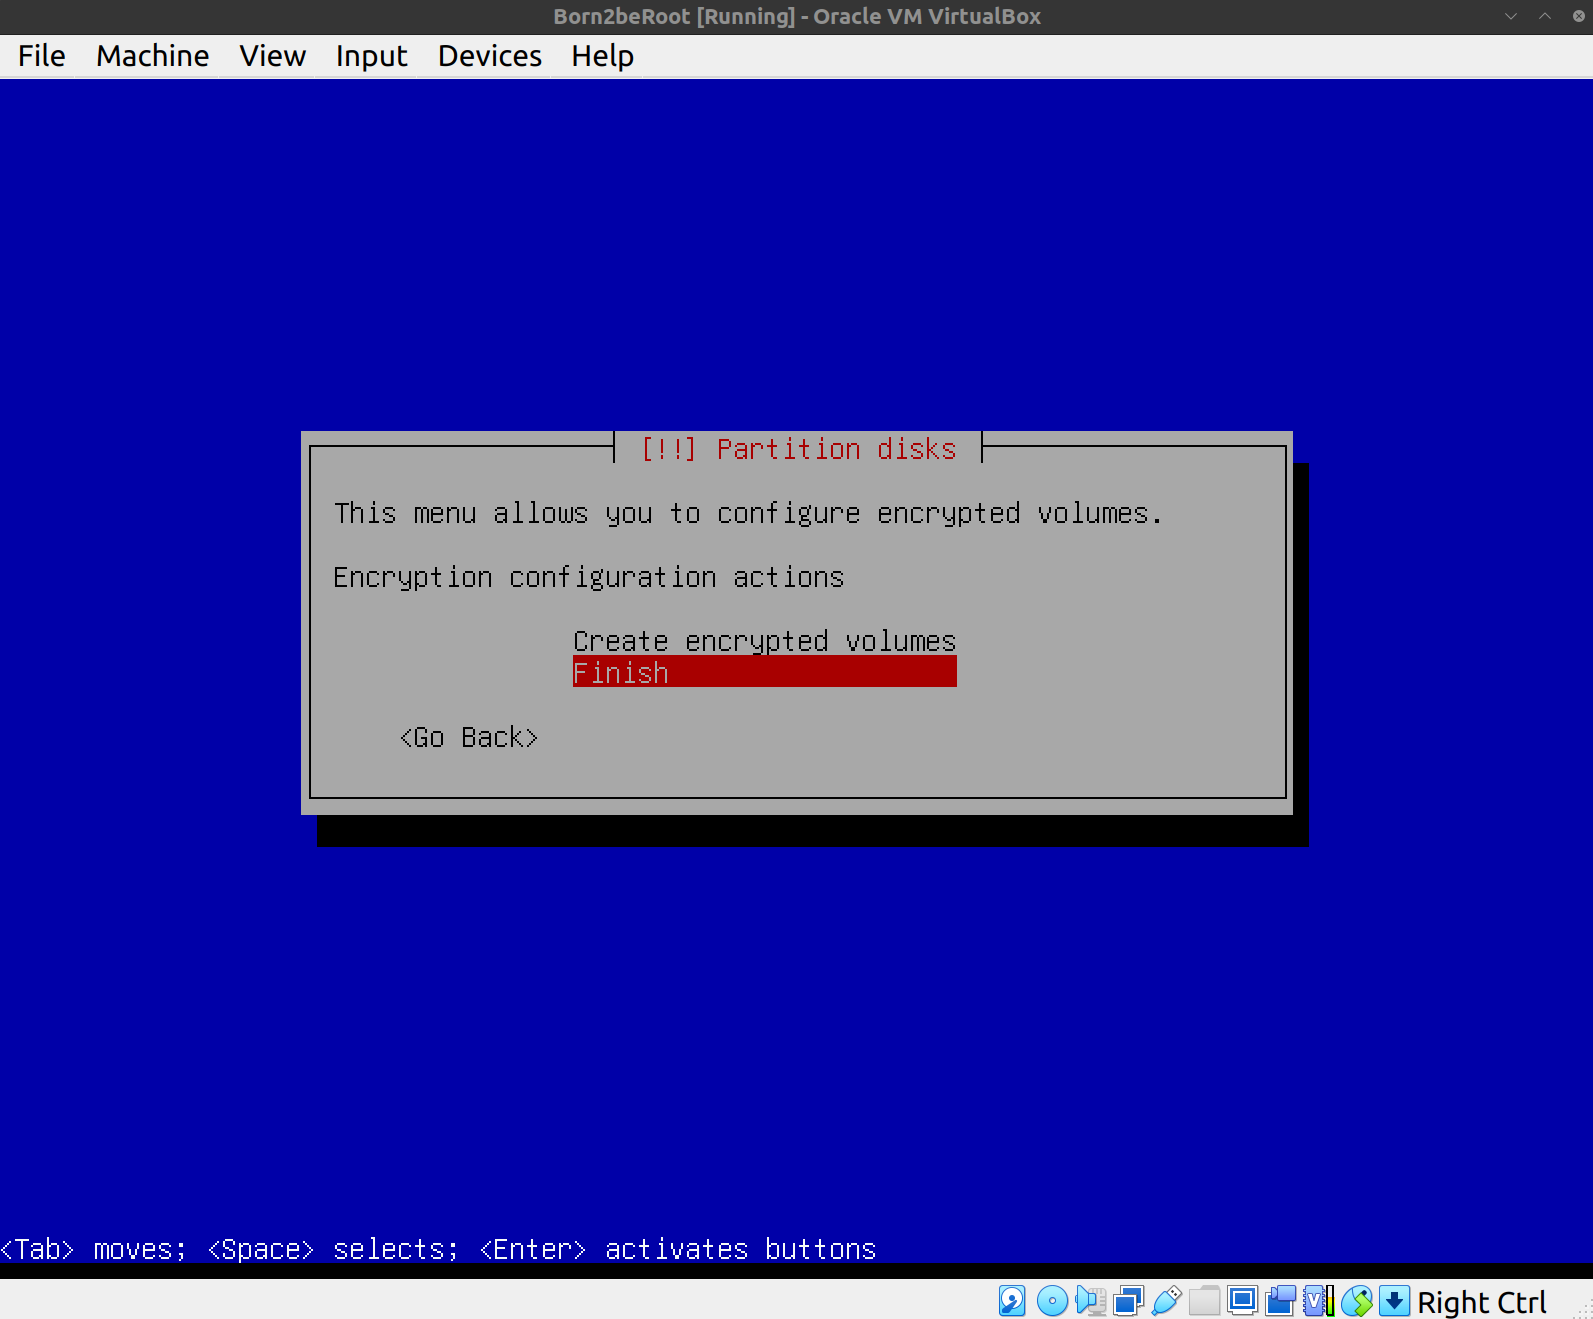 Born2beRoot [Running] - Oracle VM VirtualBox
File Machine View Input Devices Help
[!!] Partition disks
This menu allows you to configure encrypted volumes.
Encryption configuration actions
Create encrypted volumes
Finish
<Go Back>
<Tab> moves; <Space> selects; <Enter> activates buttons
Right Ctrl